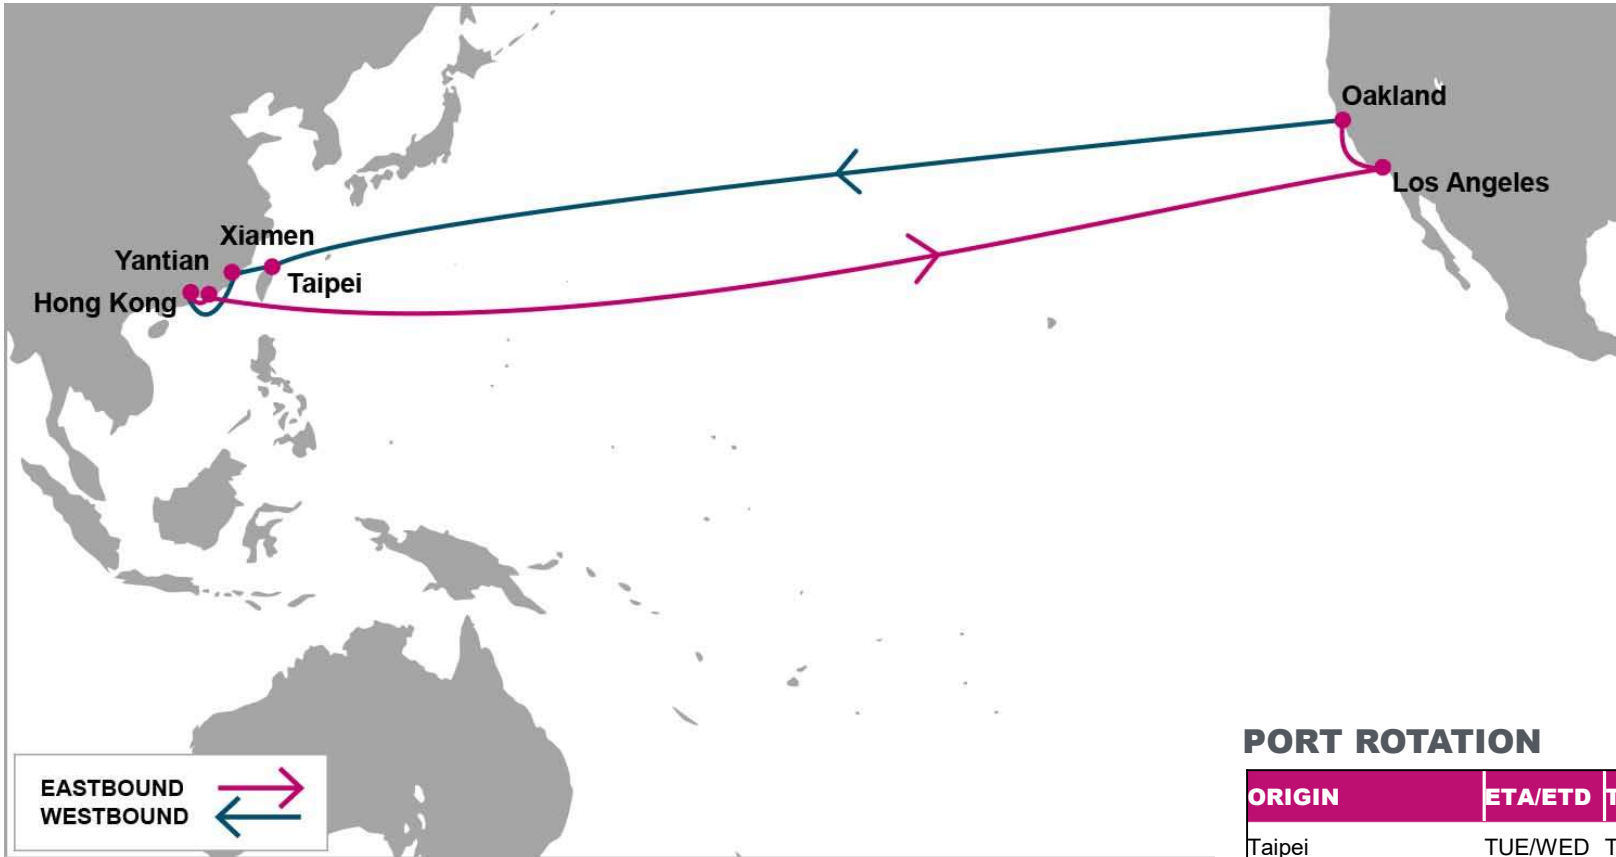 Oakland
Los Angeles
Xiamen
Yantian
Taipei
Hong Kong
EASTBOUND
WESTBOUND
PORT ROTATION
ORIGIN ETA/ETD
Taipei TUE/WED